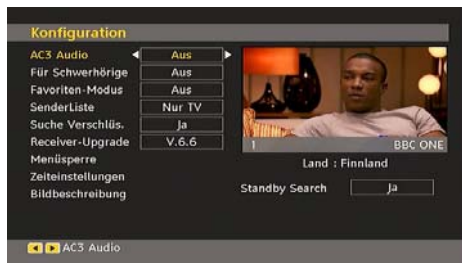 Konfiguration
AC3 Audio Aus
Für Schwerhörige Aus
Favoriten-Modus Aus
SenderListe Nur TV
Suche Verschlüs. Ja
Receiver-Upgrade V.6.6
Menüsperre
Zeiteinstellungen
Bildbeschreibung
1 BBC ONE
Land : Finnland
Standby Search Ja
AC3 Audio